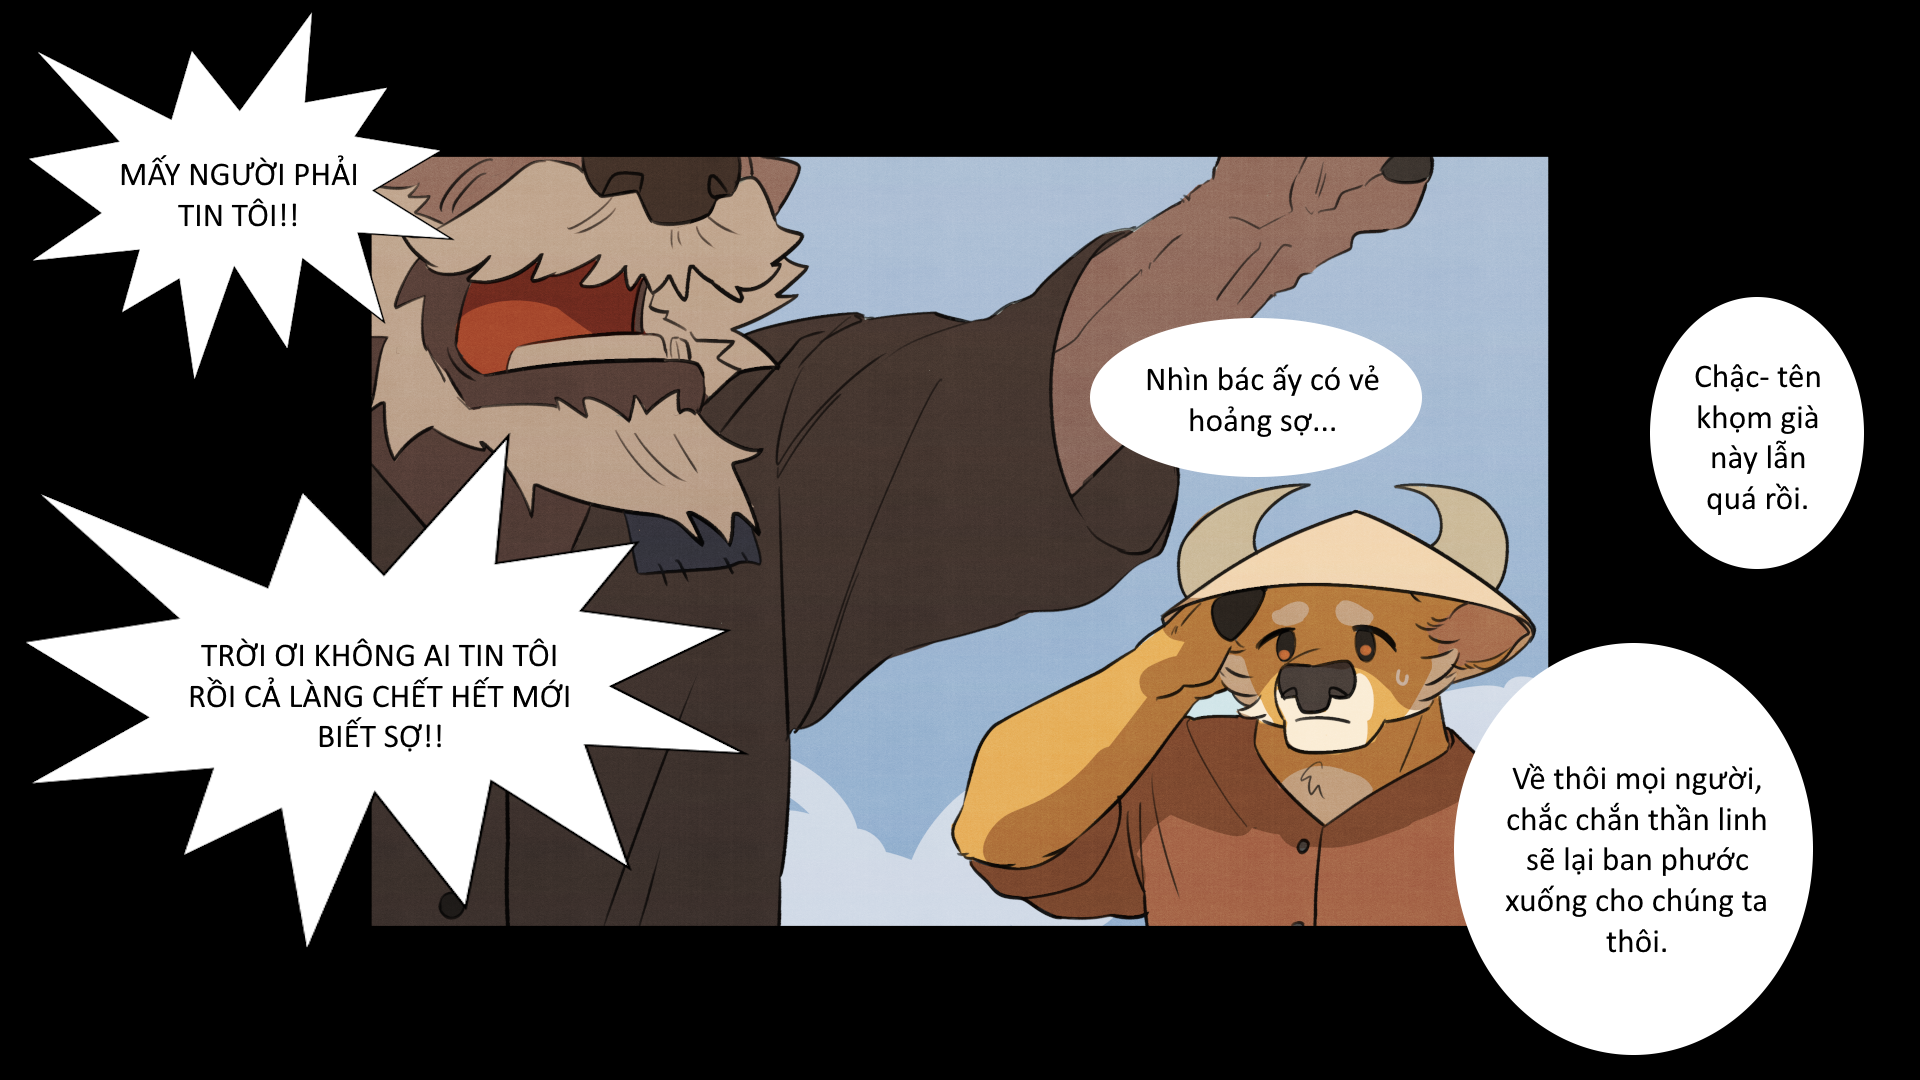 MẤY NGƯỜI PHẢI
TIN TÔI!!
TRỜI ƠI KHÔNG AI TIN TÔI
RỒI CẢ LÀNG CHẾT HẾT MỚI
BIẾT SỢ!!
Nhìn bác ấy có vẻ
hoảng sợ...
Chậc- tên
khọm già
này lẫn
quá rồi.
Về thôi mọi người,
chắc chắn thần linh
sẽ lại ban phước
xuống cho chúng ta
thôi.